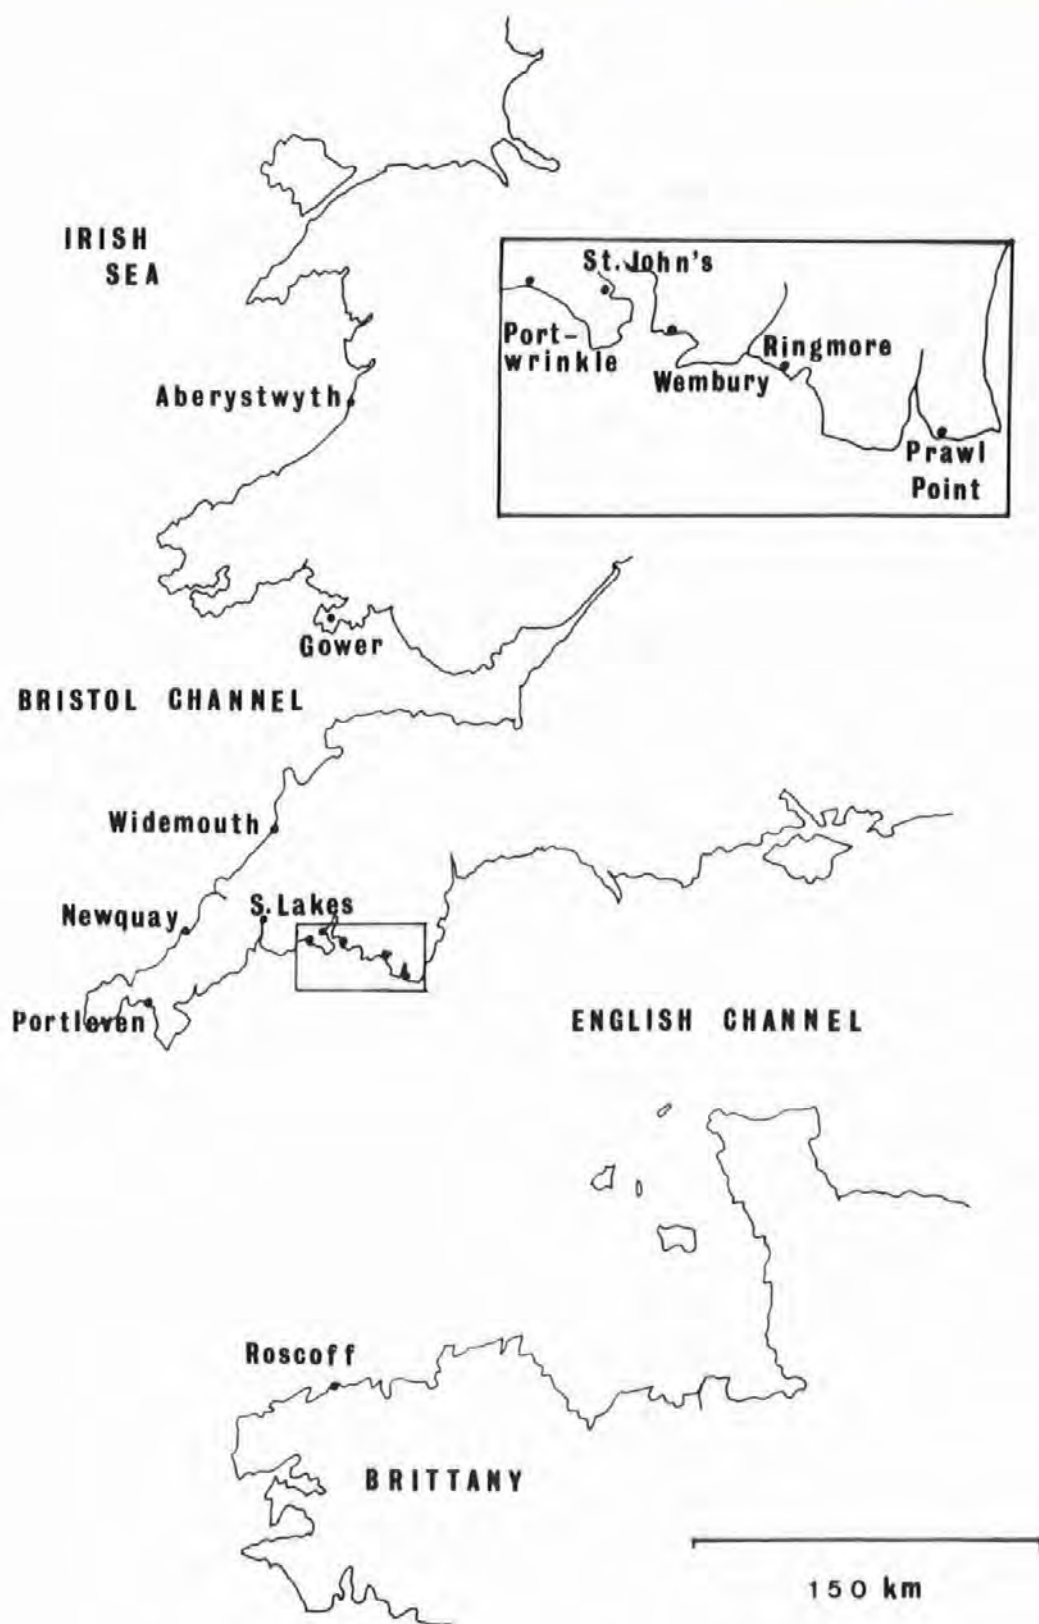 IRISH
SEA
St. John's
Port-
wrinkle
Ringmore
Wembury
Prawl
Point
Aberystwyth
Gower
BRISTOL CHANNEL
Widemouth
S. Lakes
Newquay
Portleven
ENGLISH CHANNEL
Roscoff
BRITTANY
150 km